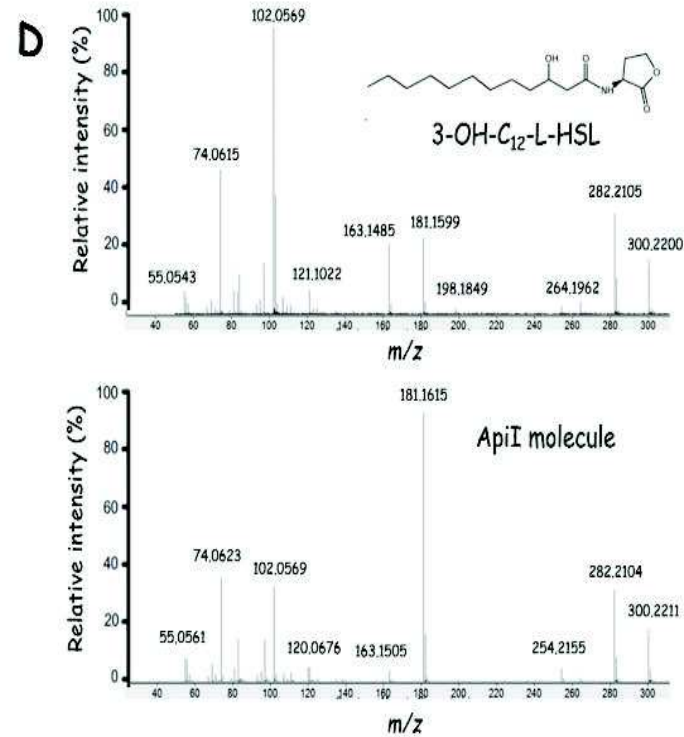 D
Relative intensity (%)
100
80
60
40
20
0
102,0569
74,0615
55,0543
121,1022
163,1485
181,1599
198,1849
264,1962
282,2105
300,2200
OH
O
NH
O
O
3-OH-C₁₂-L-HSL
40 60 80 100 120 140 160 180 200 220 240 260 280 300
m/z
Relative intensity (%)
100
80
60
40
20
0
181,1615
ApiI molecule
74,0623
102,0569
55,0561
120,0676
163,1505
254,2155
282,2104
300,2211
40 60 80 100 120 140 160 180 200 220 240 260 280 300
m/z